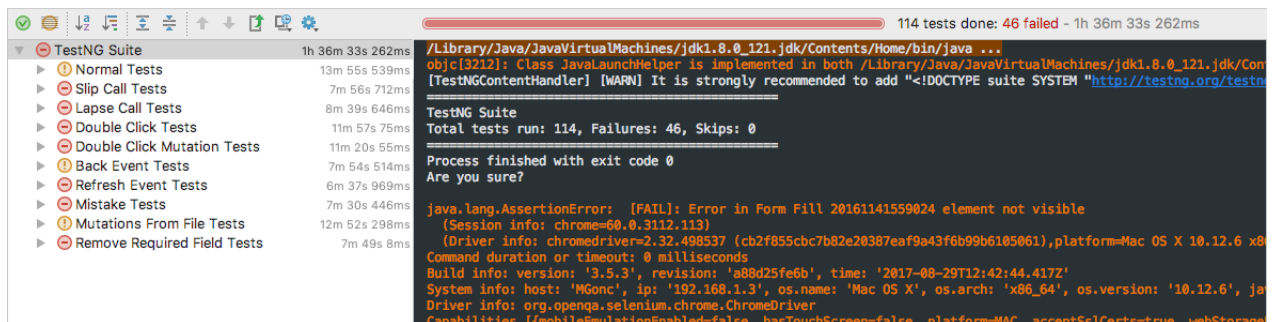 114 tests done: 46 failed - 1h 36m 33s 262ms
TestNG Suite 1h 36m 33s 262ms
Normal Tests 13m 55s 539ms
Slip Call Tests 7m 56s 712ms
Lapse Call Tests 8m 39s 646ms
Double Click Tests 11m 57s 75ms
Double Click Mutation Tests 11m 20s 55ms
Back Event Tests 7m 54s 514ms
Refresh Event Tests 6m 37s 969ms
Mistake Tests 7m 30s 446ms
Mutations From File Tests 12m 52s 298ms
Remove Required Field Tests 7m 49s 8ms
/Library/Java/JavaVirtualMachines/jdk1.8.0_121.jdk/Contents/Home/bin/java ...
objc[3212]: Class JavaLaunchHelper is implemented in both /Library/Java/JavaVirtualMachines/jdk1.8.0_121.jdk/Con
[TestNGContentHandler] [WARN] It is strongly recommended to add "<!DOCTYPE suite SYSTEM "http://testng.org/testn
===============================================
TestNG Suite
Total tests run: 114, Failures: 46, Skips: 0
===============================================
Process finished with exit code 0
Are you sure?
java.lang.AssertionError:  [FAIL]: Error in Form Fill 20161141559024 element not visible
(Session info: chrome=60.0.3112.113)
(Driver info: chromedriver=2.32.498537 (cb2f855cbc7b82e20387eaf9a43f6b99b6105061),platform=Mac OS X 10.12.6 x8
Command duration or timeout: 0 milliseconds
Build info: version: '3.5.3', revision: 'a88d25fe6b', time: '2017-08-29T12:42:44.417Z'
System info: host: 'MGonc', ip: '192.168.1.3', os.name: 'Mac OS X', os.arch: 'x86_64', os.version: '10.12.6', ja
Driver info: org.openqa.selenium.chrome.ChromeDriver
Capabilities [{mobileEmulationEnabled=false, hasTouchScreen=false, platform=MAC, acceptSslCerts=true, webStorage